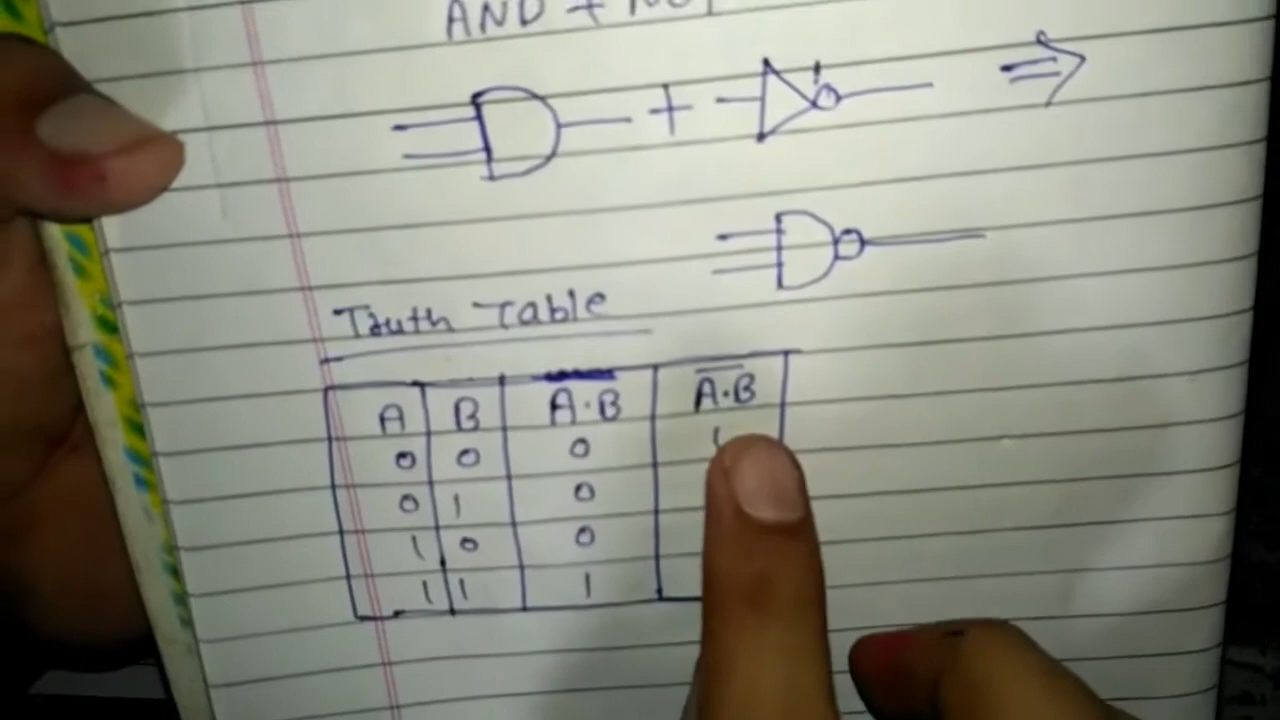 AND + NOT
+ ⇒
Truth Table
A B A·B A̅·̅B̅
0 0 0 1
0 1 0
1 0 0
1 1 1